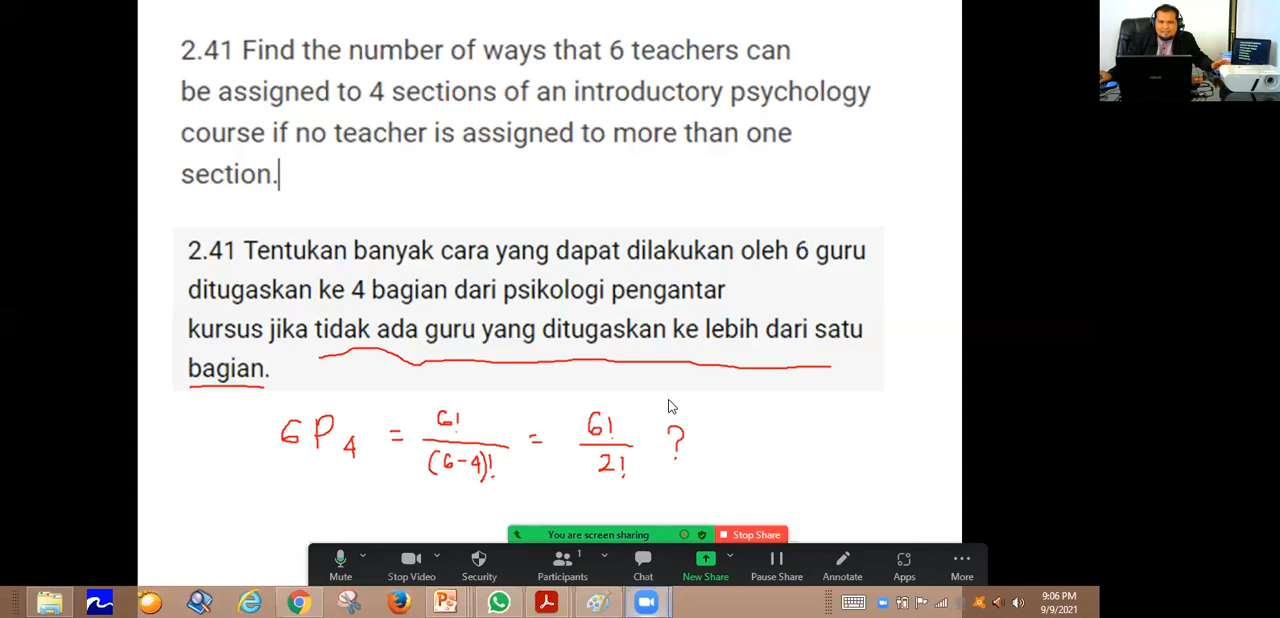 2.41 Find the number of ways that 6 teachers can
be assigned to 4 sections of an introductory psychology
course if no teacher is assigned to more than one
section.
2.41 Tentukan banyak cara yang dapat dilakukan oleh 6 guru
ditugaskan ke 4 bagian dari psikologi pengantar
kursus jika tidak ada guru yang ditugaskan ke lebih dari satu
bagian.
6P4 = 6!/(6-4)! = 6!/2! ?
You are screen sharing Stop Share
1
Mute Stop Video Security Participants Chat New Share Pause Share Annotate Apps More
9:06 PM
9/9/2021